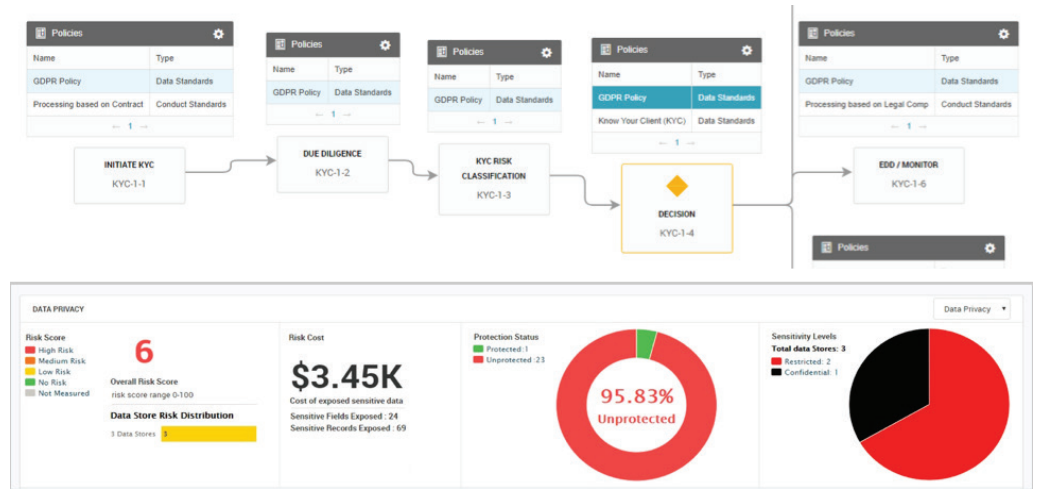 Policies
Name Type
GDPR Policy Data Standards
Processing based on Contract Conduct Standards
← 1 →
INITIATE KYC
KYC-1-1
Policies
Name Type
GDPR Policy Data Standards
← 1 →
DUE DILIGENCE
KYC-1-2
Policies
Name Type
GDPR Policy Data Standards
← 1 →
KYC RISK
CLASSIFICATION
KYC-1-3
Policies
Name Type
GDPR Policy Data Standards
Know Your Client (KYC) Data Standards
← 1 →
DECISION
KYC-1-4
Policies
Name Type
GDPR Policy Data Standards
Processing based on Legal Comp Conduct Standards
← 1 →
EDD / MONITOR
KYC-1-6
Policies
DATA PRIVACY
Data Privacy
Risk Score
High Risk
Medium Risk
Low Risk
No Risk
Not Measured
6
Overall Risk Score
risk score range 0-100
Data Store Risk Distribution
3 Data Stores 3
Risk Cost
$3.45K
Cost of exposed sensitive data
Sensitive Fields Exposed : 24
Sensitive Records Exposed : 69
Protection Status
Protected:1
Unprotected:23
95.83%
Unprotected
Sensitivity Levels
Total data Stores: 3
Restricted: 2
Confidential: 1